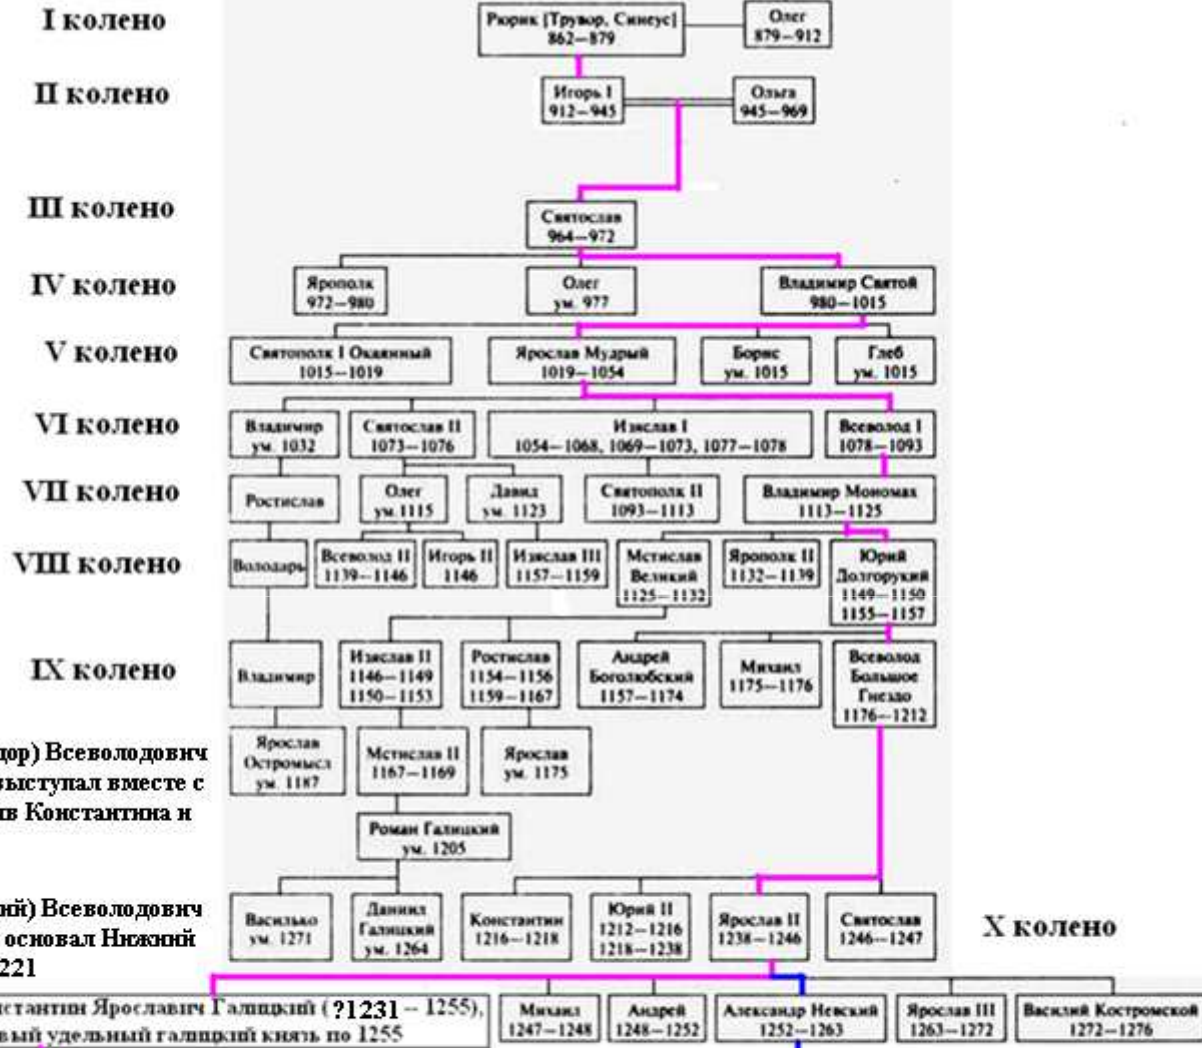 I колено
Рюрик [Трувор, Синеус]
862—879
Олег
879—912
II колено
Игорь I
912—945
Ольга
945—969
III колено
Святослав
964—972
IV колено
Ярополк
972—980
Олег
ум. 977
Владимир Святой
980—1015
V колено
Святополк I Окаянный
1015—1019
Ярослав Мудрый
1019—1054
Борис
ум. 1015
Глеб
ум. 1015
VI колено
Владимир
ум. 1032
Святослав II
1073—1076
Изяслав I
1054—1068, 1069—1073, 1077—1078
Всеволод I
1078—1093
VII колено
Ростислав
Олег
ум. 1115
Давид
ум. 1123
Святополк II
1093—1113
Владимир Мономах
1113—1125
VIII колено
Володарь
Всеволод II
1139—1146
Игорь II
1146
Изяслав III
1157—1159
Мстислав
Великий
1125—1132
Ярополк II
1132—1139
Юрий
Долгорукий
1149—1150
1155—1157
IX колено
Владимир
Изяслав II
1146—1149
1150—1153
Ростислав
1154—1156
1159—1167
Андрей
Боголюбский
1157—1174
Михаил
1175—1176
Всеволод
Большое
Гнездо
1176—1212
дор) Всеволодович
выступал вместе с
ив Константина и
Ярослав
Остромысл
ум. 1187
Мстислав II
1167—1169
Ярослав
ум. 1175
Роман Галицкий
ум. 1205
ий) Всеволодович
основал Нижний
221
Василько
ум. 1271
Даниил
Галицкий
ум. 1264
Константин
1216—1218
Юрий II
1212—1216
1218—1238
Ярослав II
1238—1246
Святослав
1246—1247
X колено
нстантин Ярославич Галицкий (?1231 – 1255),
вый удельный галицкий князь по 1255
Михаил
1247—1248
Андрей
1248—1252
Александр Невский
1252—1263
Ярослав III
1263—1272
Василий Костромской
1272—1276